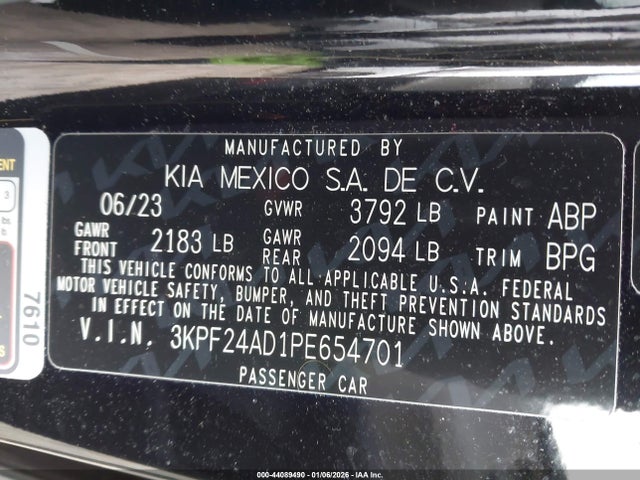 MANUFACTURED BY
KIA MEXICO S.A. DE C.V.
06/23 GVWR 3792 LB PAINT ABP
GAWR FRONT 2183 LB GAWR REAR 2094 LB TRIM BPG
THIS VEHICLE CONFORMS TO ALL APPLICABLE U.S.A. FEDERAL
MOTOR VEHICLE SAFETY, BUMPER, AND THEFT PREVENTION STANDARDS
IN EFFECT ON THE DATE OF MANUFACTURE SHOWN ABOVE.
V.I.N. 3KPF24AD1PE654701
PASSENGER CAR
7610
3
000-44089490 - 01/06/2026 - IAA Inc.